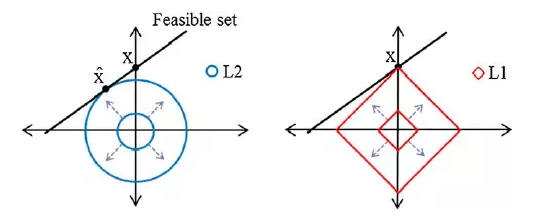 Feasible set
X
X̂
L2
X
L1